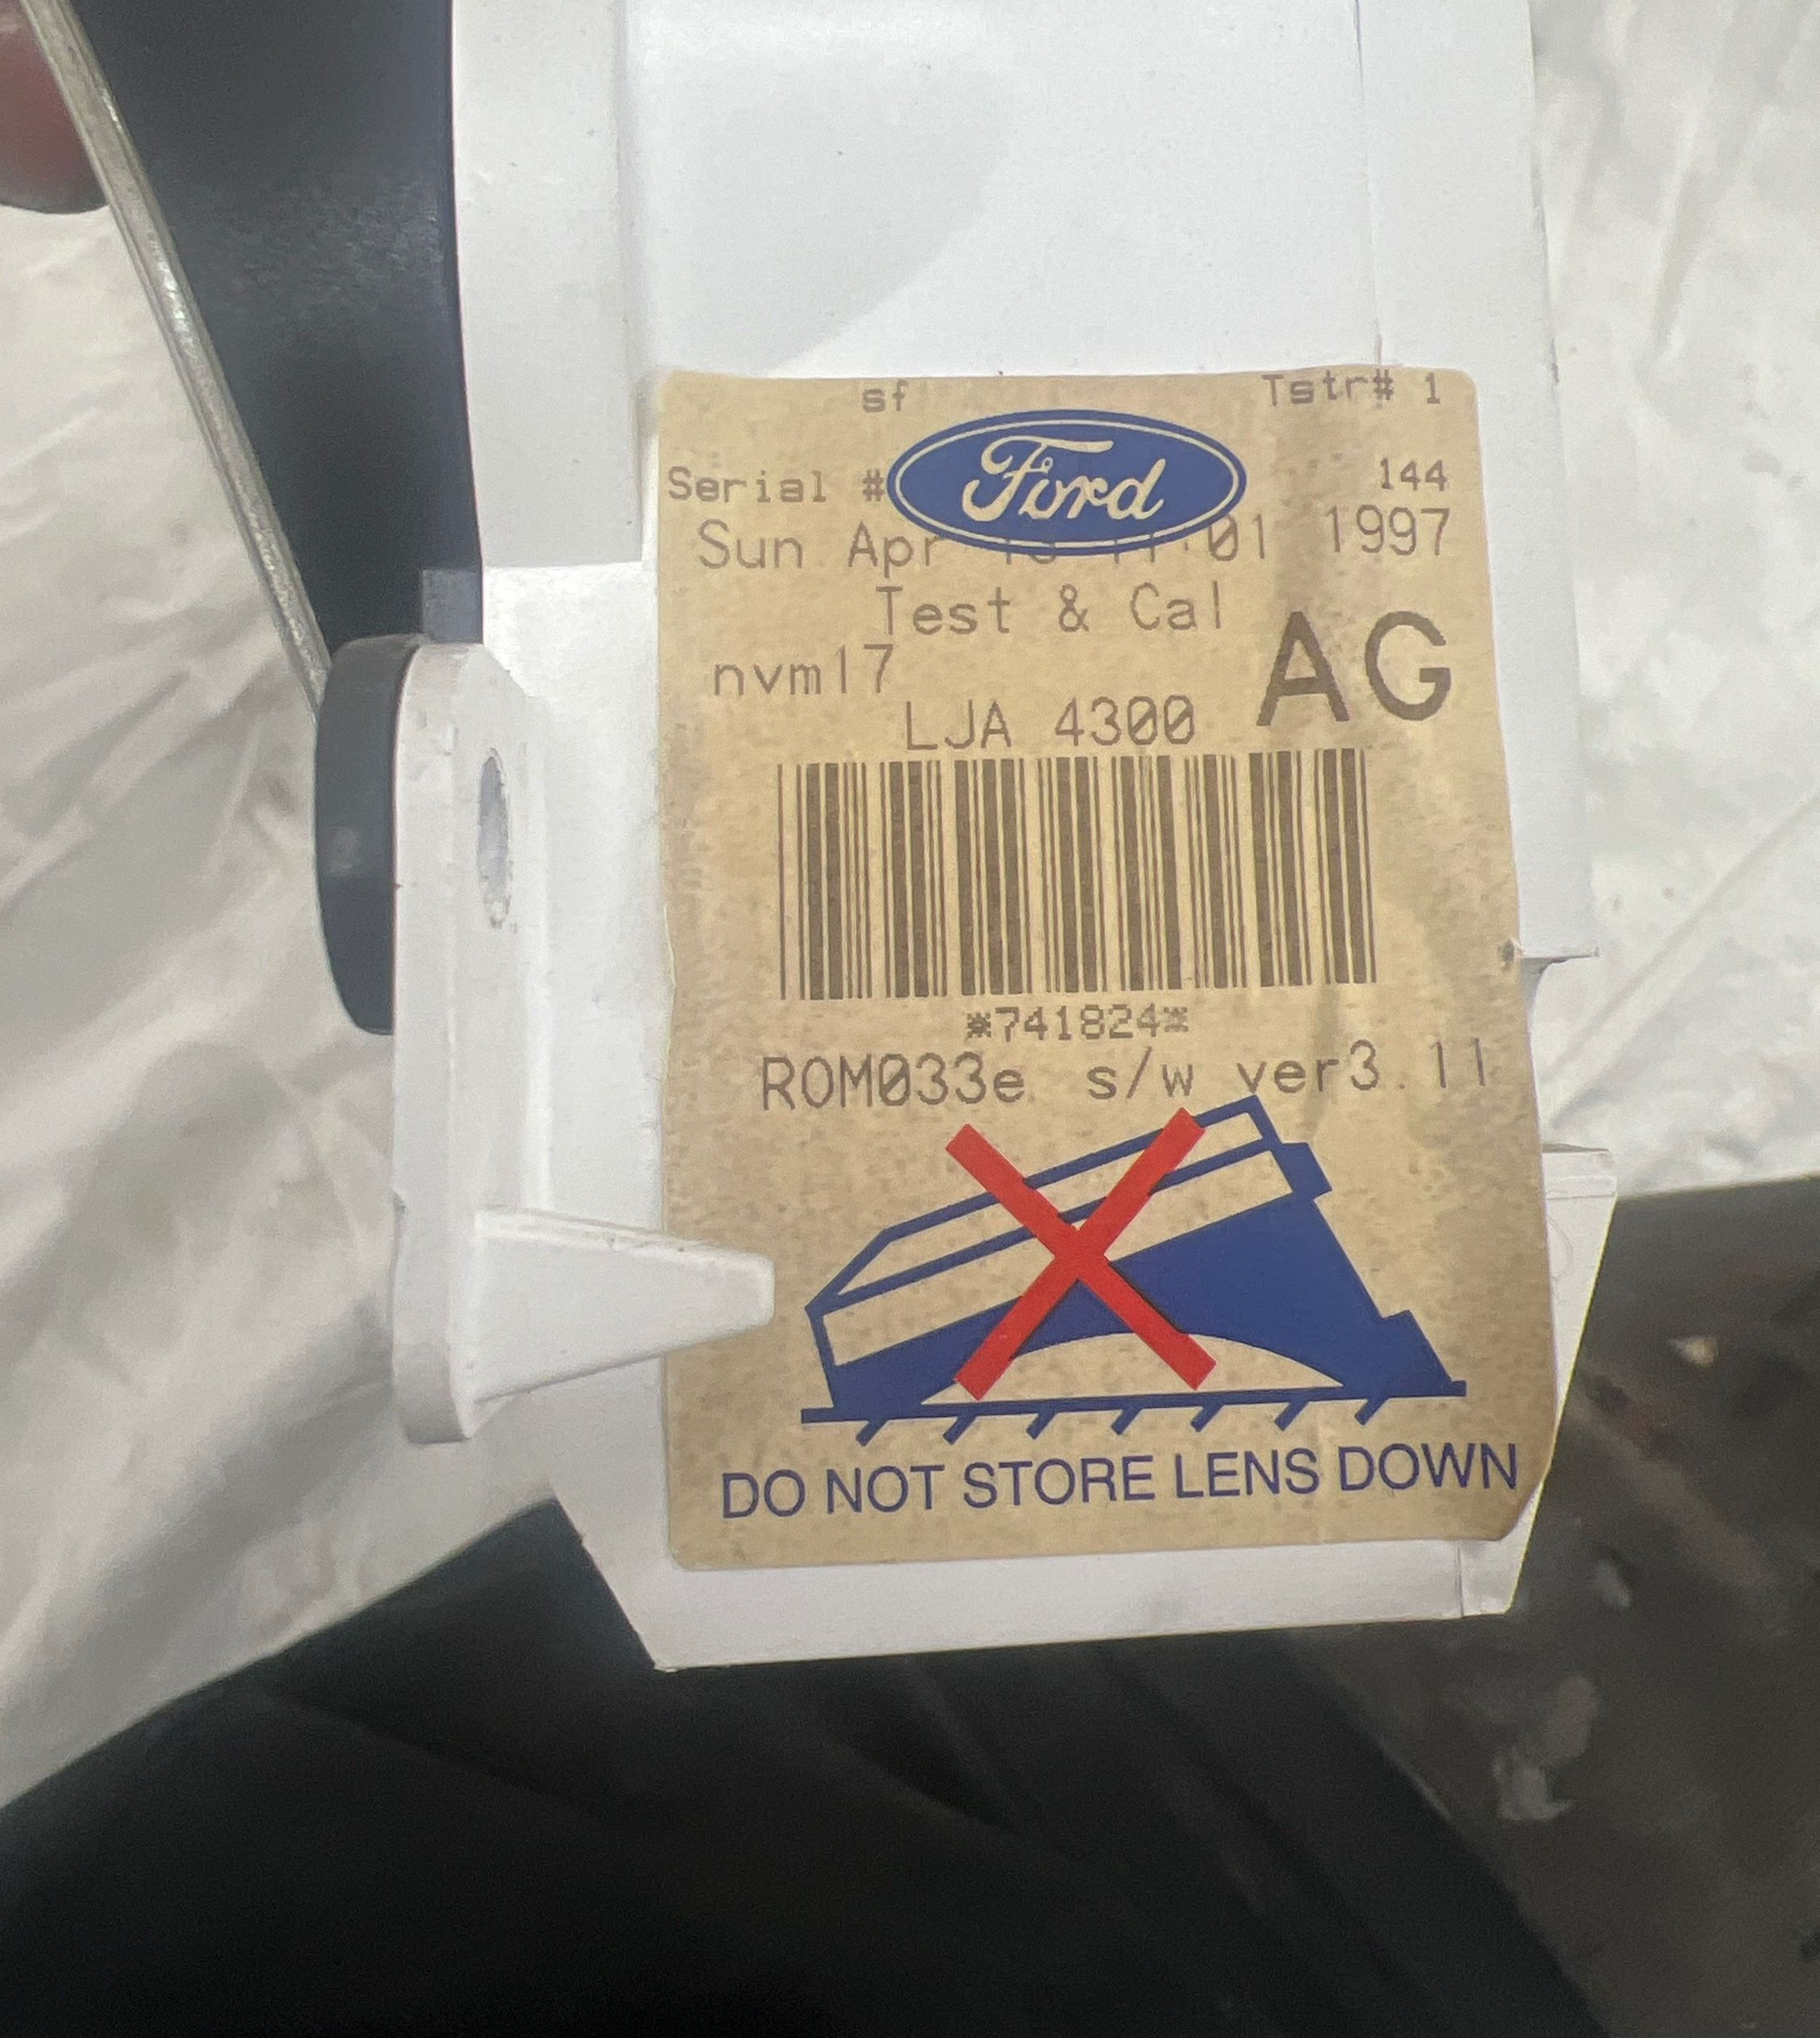 sf Tstr# 1
Ford
Serial # 144
Sun Apr 01 1997
Test & Cal
nvm17 AG
LJA 4300
*741824*
ROM033e s/w ver3.11
DO NOT STORE LENS DOWN